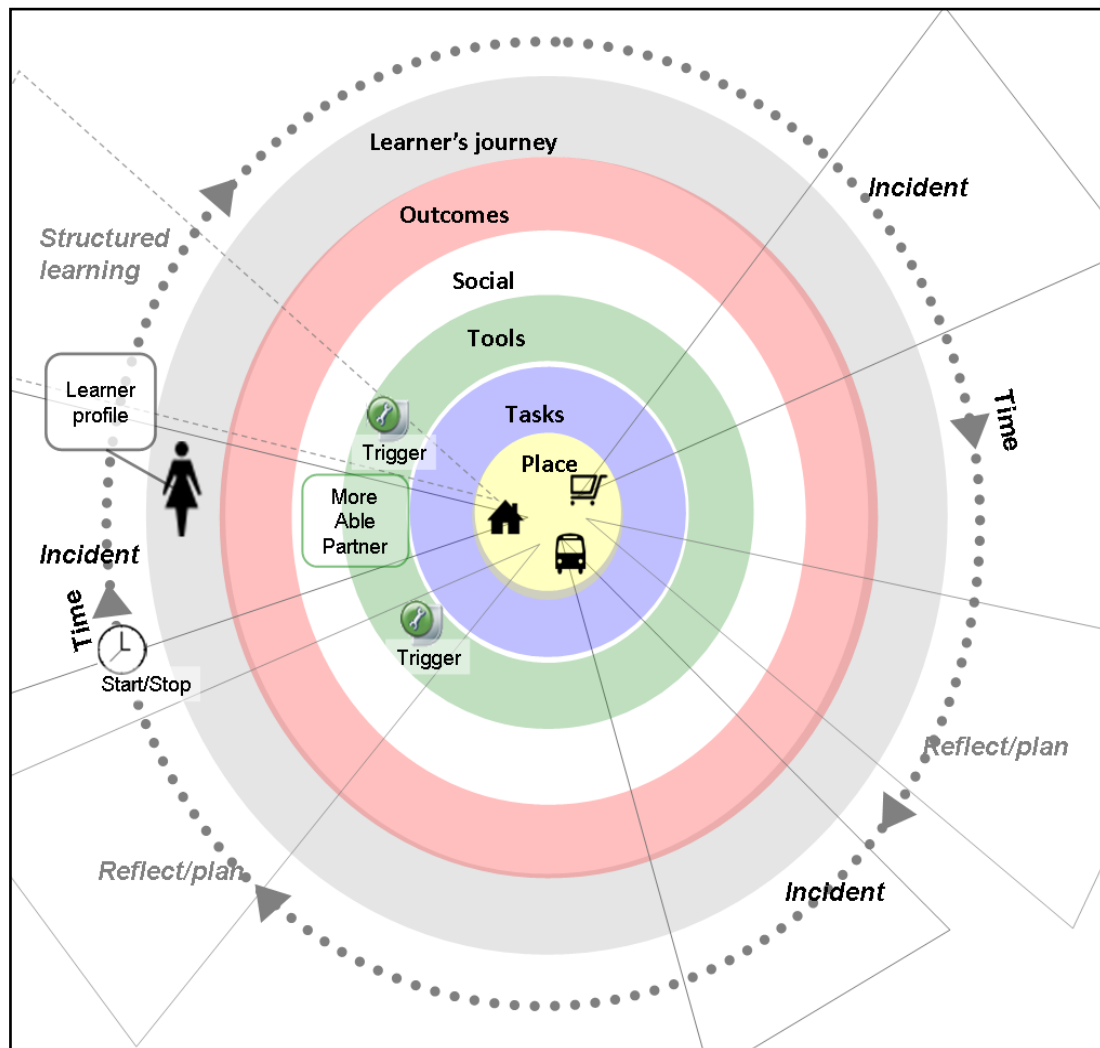 Learner's journey
Incident
Outcomes
Structured
learning
Social
Tools
Learner
profile
Tasks
Time
Trigger
Place
More
Able
Partner
Incident
Time
Trigger
Start/Stop
Reflect/plan
Reflect/plan
Incident